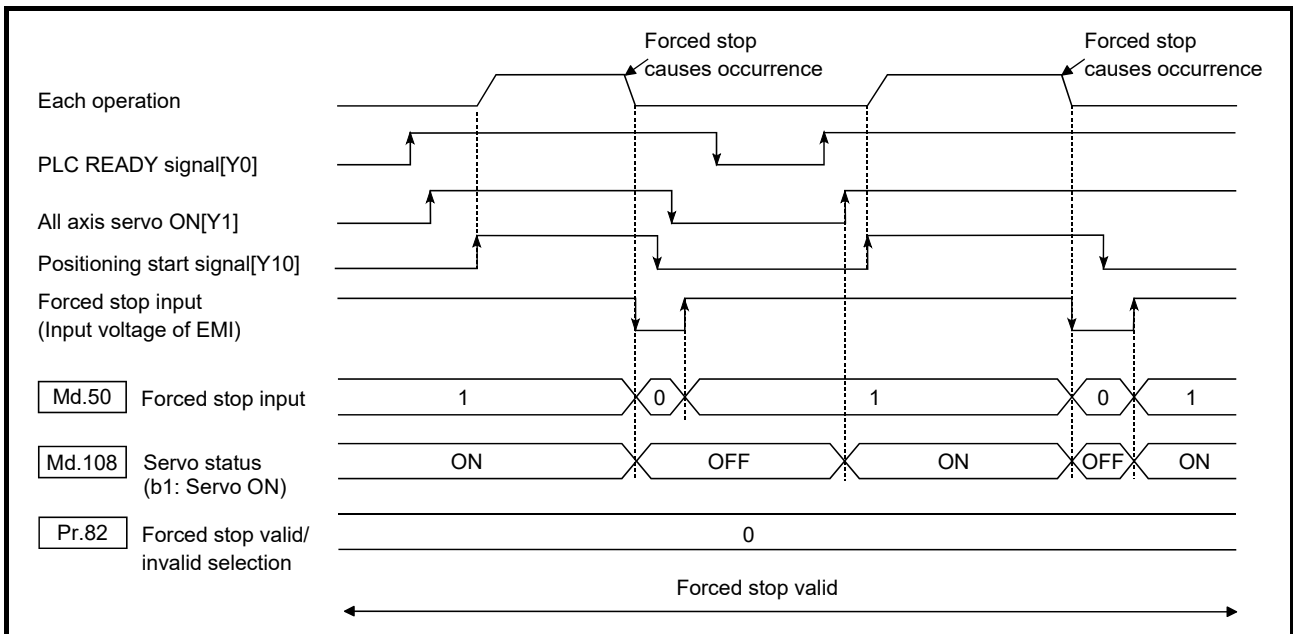 Forced stop
causes occurrence
Forced stop
causes occurrence
Each operation
PLC READY signal[Y0]
All axis servo ON[Y1]
Positioning start signal[Y10]
Forced stop input
(Input voltage of EMI)
Md.50 Forced stop input 1 0 1 0 1
Md.108 Servo status ON OFF ON OFF ON
(b1: Servo ON)
Pr.82 Forced stop valid/ 0
invalid selection
Forced stop valid